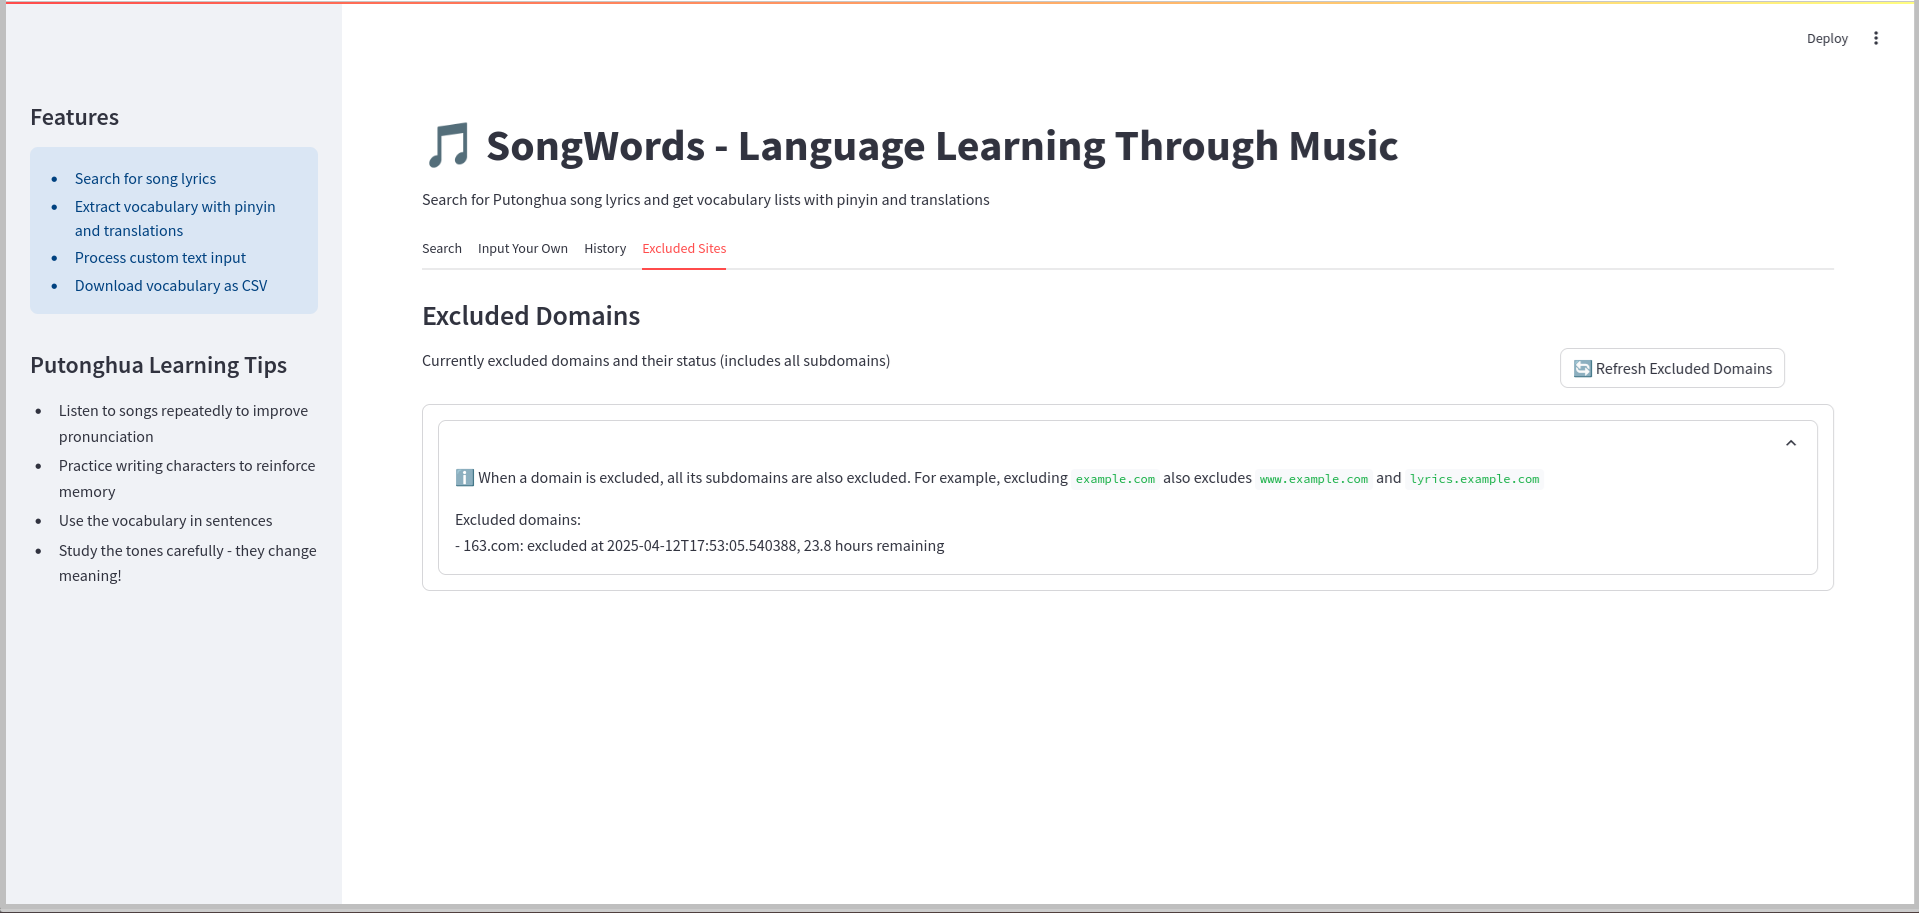 Deploy
Features
Search for song lyrics
Extract vocabulary with pinyin
and translations
Process custom text input
Download vocabulary as CSV
Putonghua Learning Tips
Listen to songs repeatedly to improve
pronunciation
Practice writing characters to reinforce
memory
Use the vocabulary in sentences
Study the tones carefully - they change
meaning!
🎵 SongWords - Language Learning Through Music
Search for Putonghua song lyrics and get vocabulary lists with pinyin and translations
Search Input Your Own History Excluded Sites
Excluded Domains
Currently excluded domains and their status (includes all subdomains)
🔄 Refresh Excluded Domains
ℹ️ When a domain is excluded, all its subdomains are also excluded. For example, excluding example.com also excludes www.example.com and lyrics.example.com
Excluded domains:
- 163.com: excluded at 2025-04-12T17:53:05.540388, 23.8 hours remaining